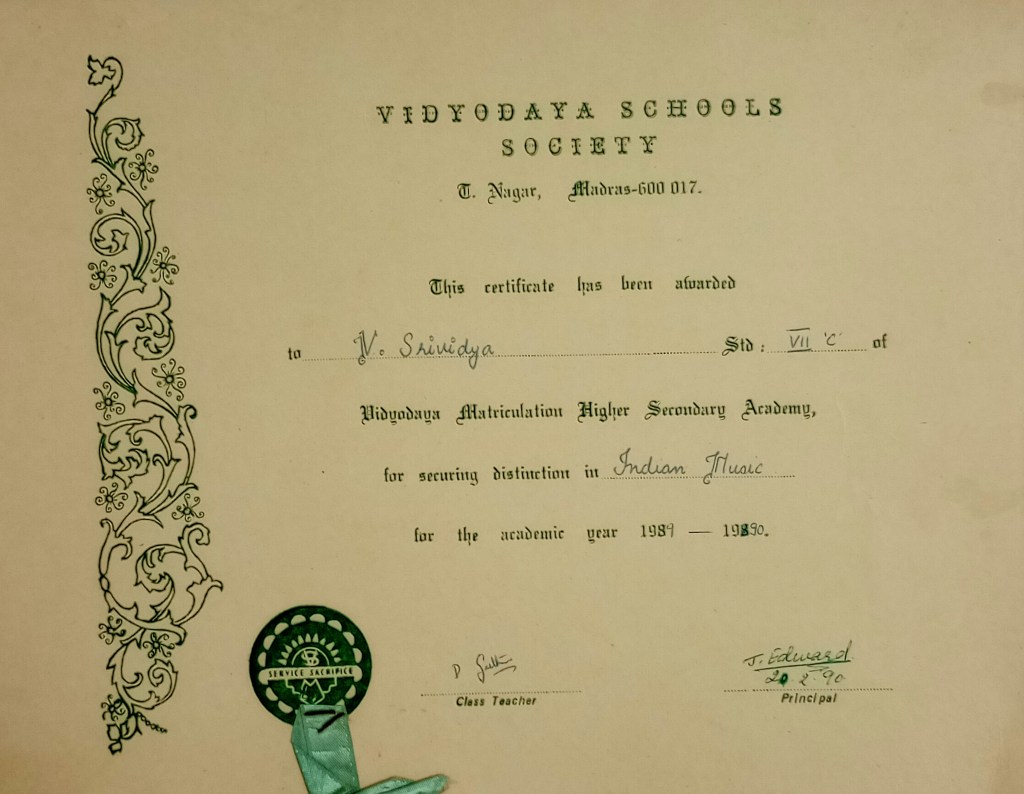 VIDYODAYA SCHOOLS
SOCIETY
T. Nagar, Madras-600 017.
This certificate has been awarded
to V. Srividya Std : VII 'C' of
Vidyodaya Matriculation Higher Secondary Academy,
for securing distinction in Indian Music
for the academic year 1989 — 1990.
SB
SERVICE SACRIFICE
D
J. Edward
20 2. 90
Class Teacher
Principal